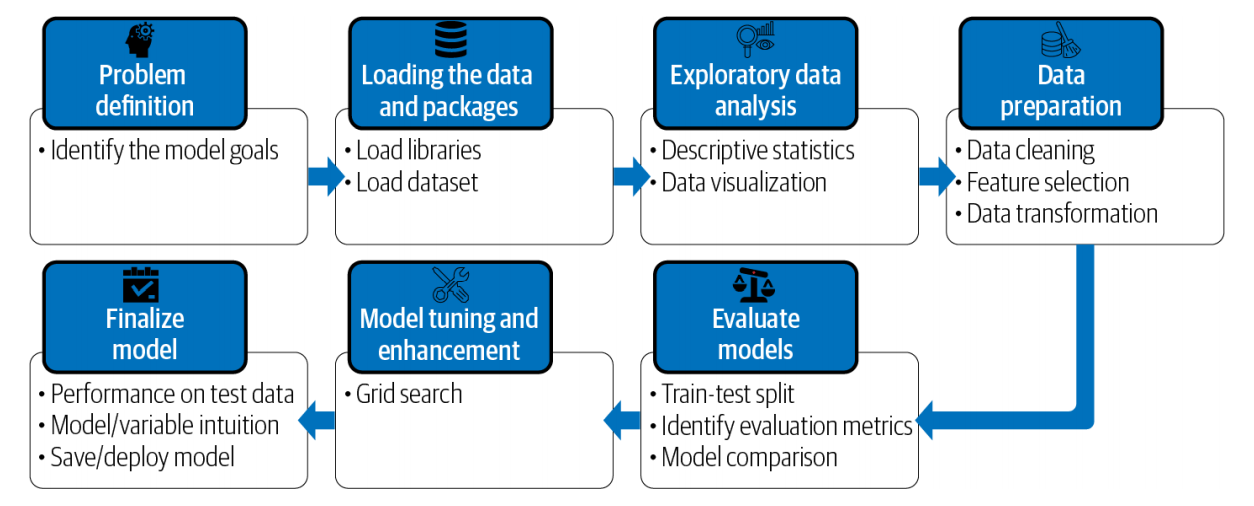 Problem
definition
• Identify the model goals
Loading the data
and packages
• Load libraries
• Load dataset
Exploratory data
analysis
• Descriptive statistics
• Data visualization
Data
preparation
• Data cleaning
• Feature selection
• Data transformation
Evaluate
models
• Train-test split
• Identify evaluation metrics
• Model comparison
Model tuning and
enhancement
• Grid search
Finalize
model
• Performance on test data
• Model/variable intuition
• Save/deploy model